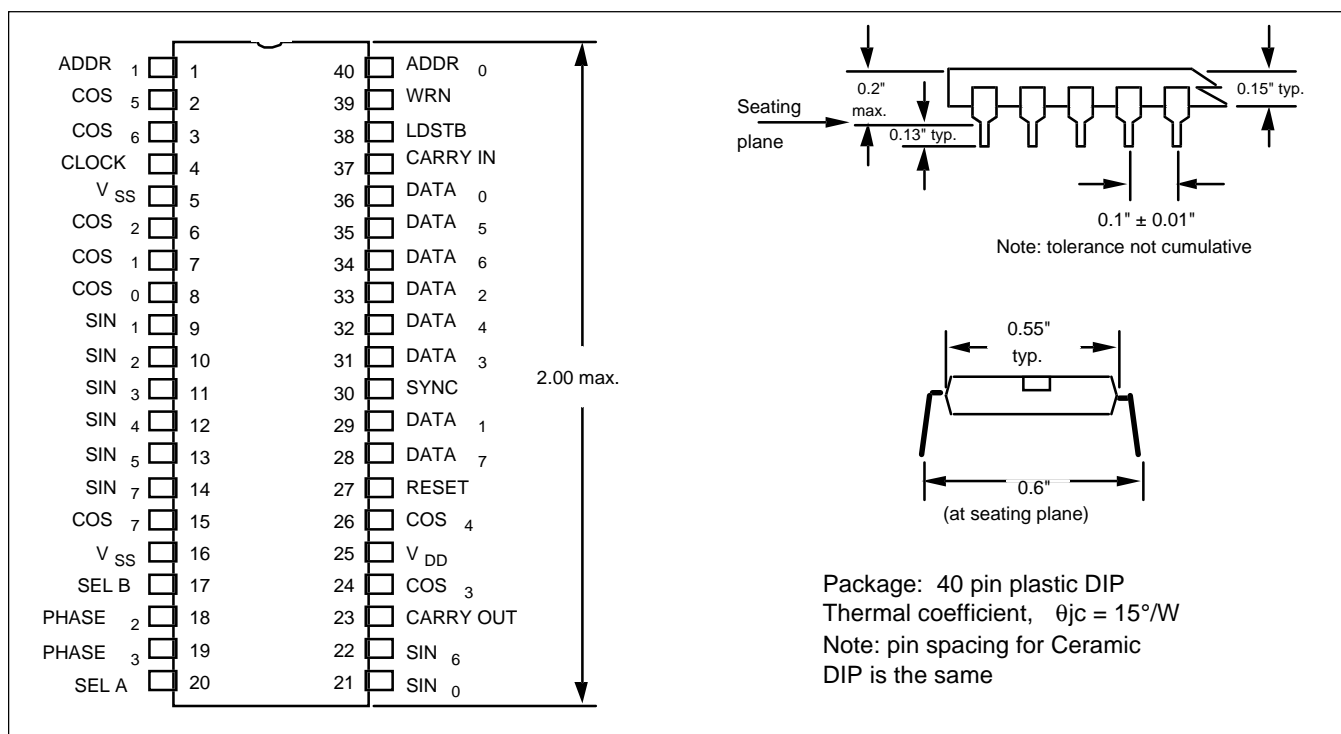 ADDR 1 1 40 ADDR 0
COS 5 2 39 WRN
COS 6 3 38 LDSTB
CLOCK 4 37 CARRY IN
V SS 5 36 DATA 0
COS 2 6 35 DATA 5
COS 1 7 34 DATA 6
COS 0 8 33 DATA 2
SIN 1 9 32 DATA 4
SIN 2 10 31 DATA 3
SIN 3 11 30 SYNC
SIN 4 12 29 DATA 1
SIN 5 13 28 DATA 7
SIN 7 14 27 RESET
COS 7 15 26 COS 4
V SS 16 25 V DD
SEL B 17 24 COS 3
PHASE 2 18 23 CARRY OUT
PHASE 3 19 22 SIN 6
SEL A 20 21 SIN 0
2.00 max.
0.2"
max.
0.15" typ.
Seating
plane
0.13" typ.
0.1" ± 0.01"
Note: tolerance not cumulative
0.55"
typ.
0.6"
(at seating plane)
Package: 40 pin plastic DIP
Thermal coefficient, θjc = 15°/W
Note: pin spacing for Ceramic
DIP is the same